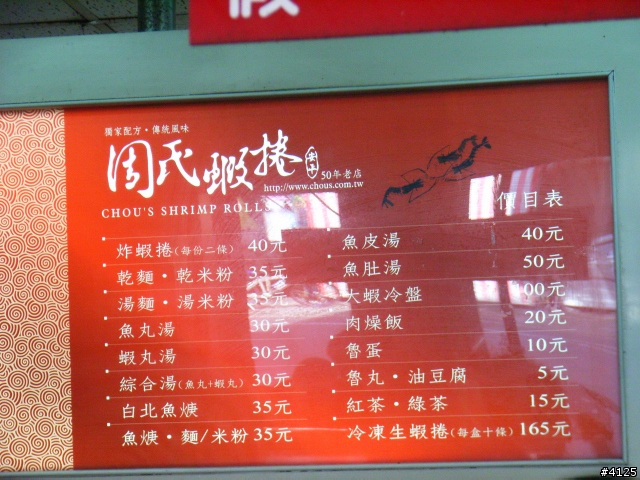 獨家配方・傳統風味
周氏蝦捲
安平
50年老店
http://www.chous.com.tw
CHOU'S SHRIMP ROLLS
價目表
炸蝦捲(每份二條) 40元
乾麵・乾米粉 35元
湯麵・湯米粉 35元
魚丸湯 30元
蝦丸湯 30元
綜合湯(魚丸+蝦丸) 30元
白北魚焿 35元
魚焿・麵/米粉 35元
魚皮湯 40元
魚肚湯 50元
大蝦冷盤 100元
肉燥飯 20元
魯蛋 10元
魯丸・油豆腐 5元
紅茶・綠茶 15元
冷凍生蝦捲(每盒十條) 165元
#4125